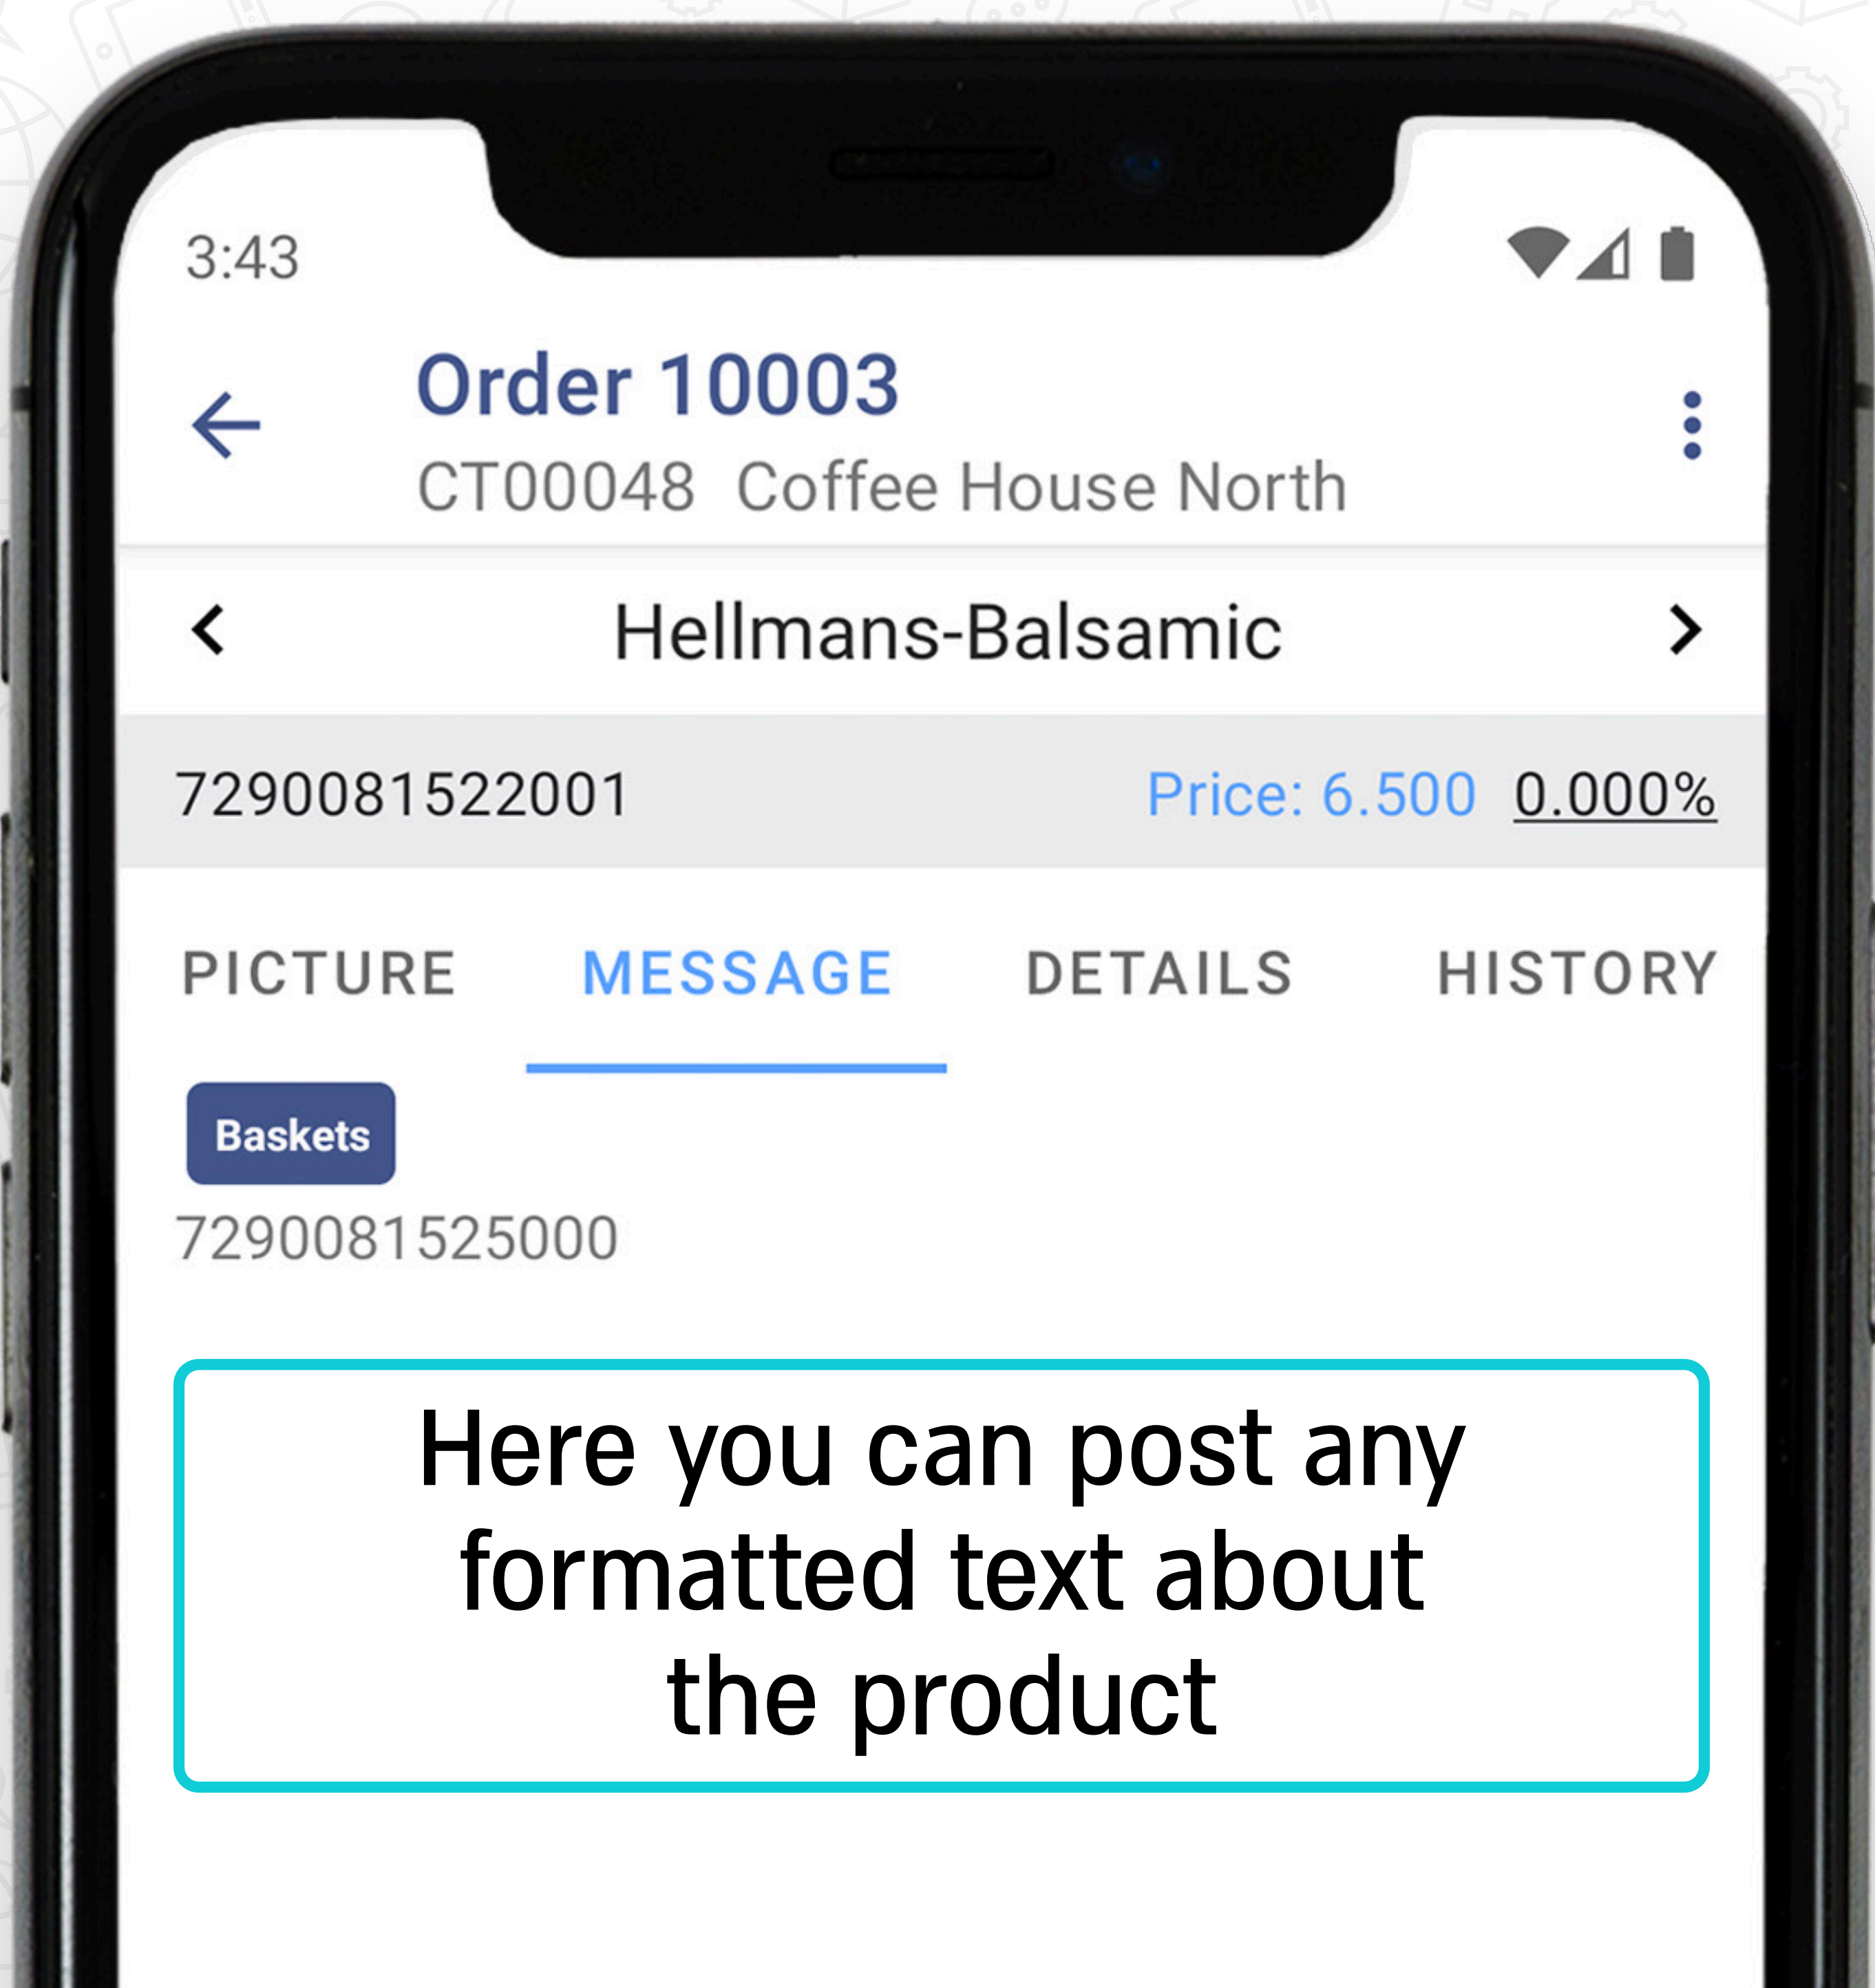 3:43
Order 10003
CT00048 Coffee House North
Hellmans-Balsamic
7290081522001 Price: 6.500 0.000%
PICTURE MESSAGE DETAILS HISTORY
Baskets
7290081525000
Here you can post any
formatted text about
the product